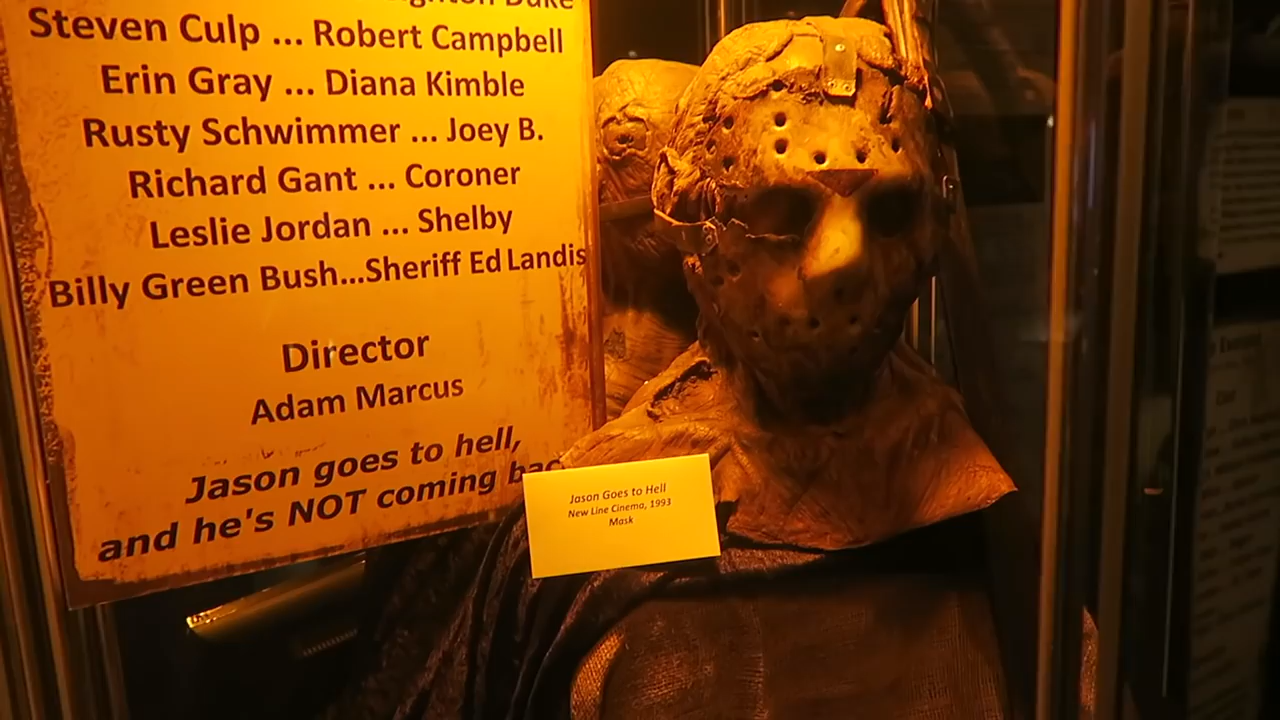 Duke
Steven Culp ... Robert Campbell
Erin Gray ... Diana Kimble
Rusty Schwimmer ... Joey B.
Richard Gant ... Coroner
Leslie Jordan ... Shelby
Billy Green Bush...Sheriff Ed Landis
Director
Adam Marcus
Jason goes to hell,
and he's NOT coming bac
Jason Goes to Hell
New Line Cinema, 1993
Mask